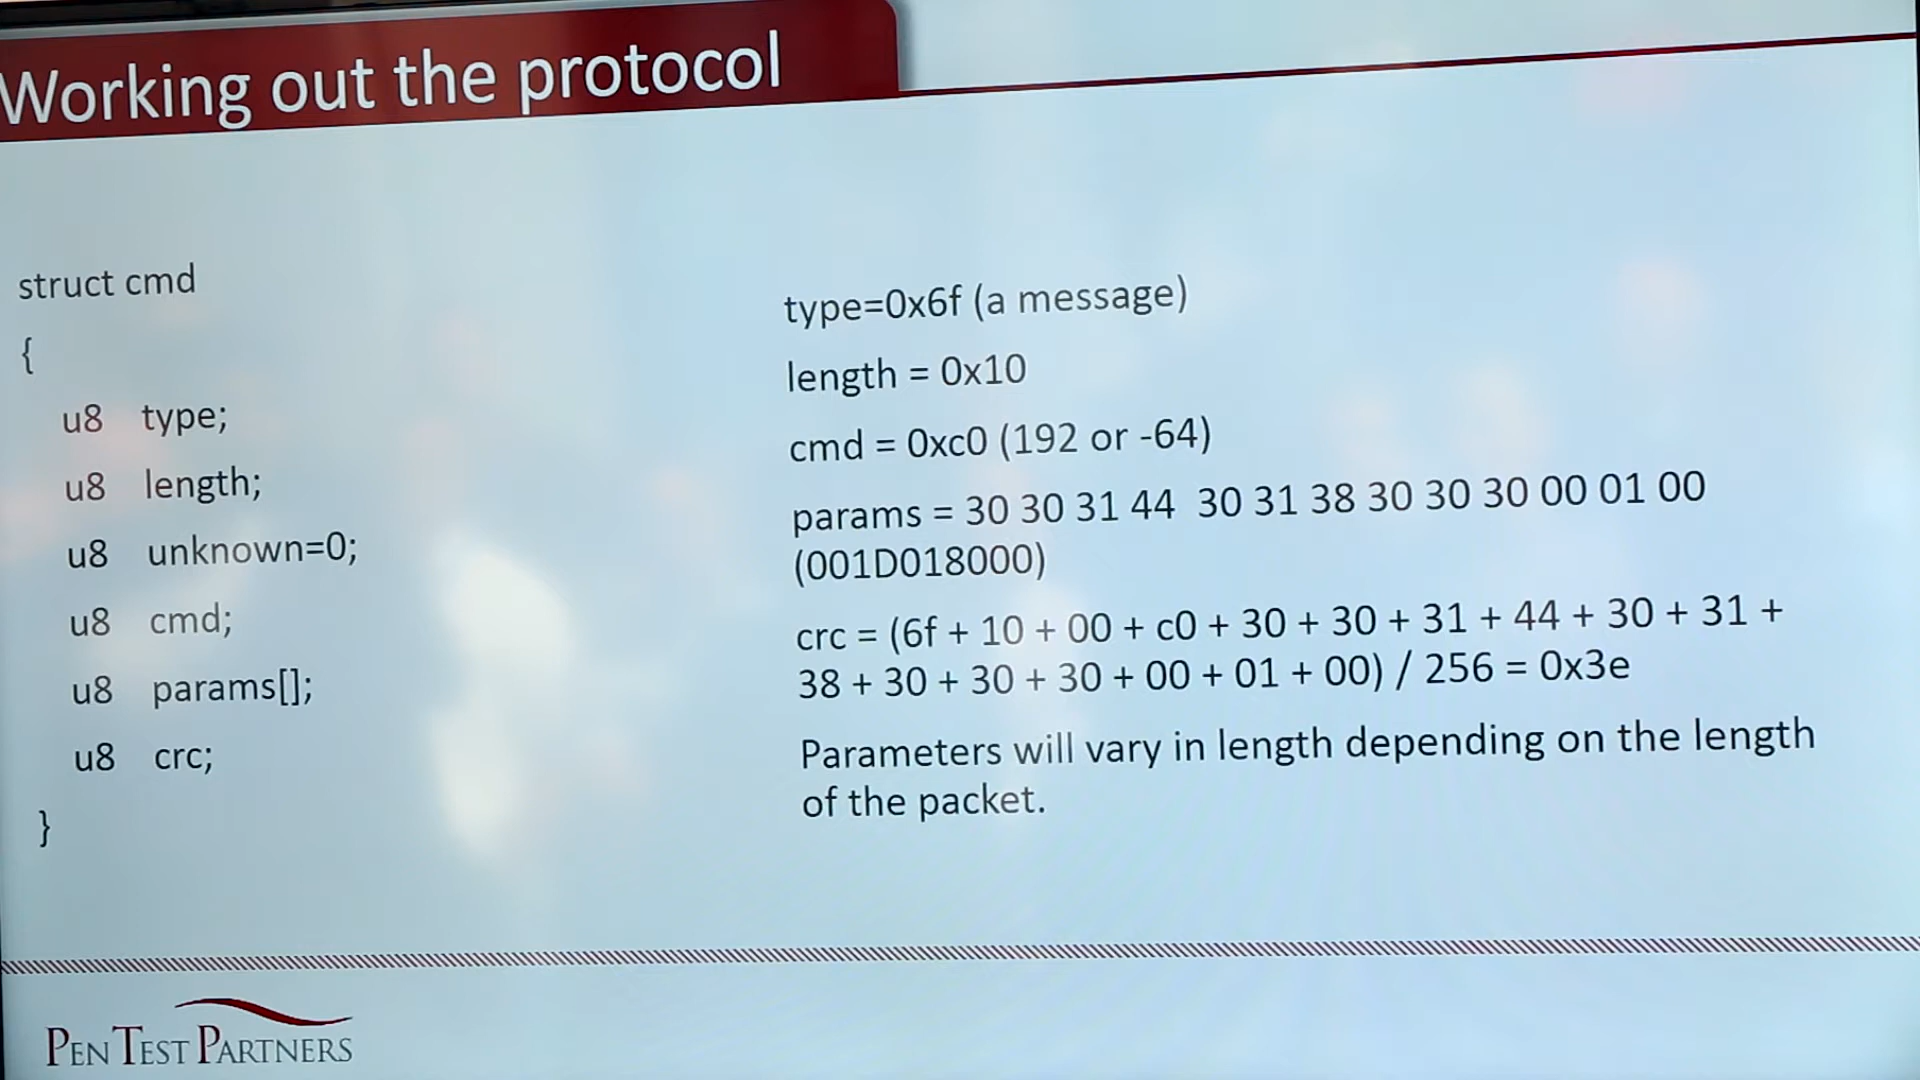 Working out the protocol
struct cmd
{
u8 type;
u8 length;
u8 unknown=0;
u8 cmd;
u8 params[];
u8 crc;
}
type=0x6f (a message)
length = 0x10
cmd = 0xc0 (192 or -64)
params = 30 30 31 44 30 31 38 30 30 30 00 01 00
(001D018000)
crc = (6f + 10 + 00 + c0 + 30 + 30 + 31 + 44 + 30 + 31 +
38 + 30 + 30 + 30 + 00 + 01 + 00) / 256 = 0x3e
Parameters will vary in length depending on the length
of the packet.
PEN TEST PARTNERS